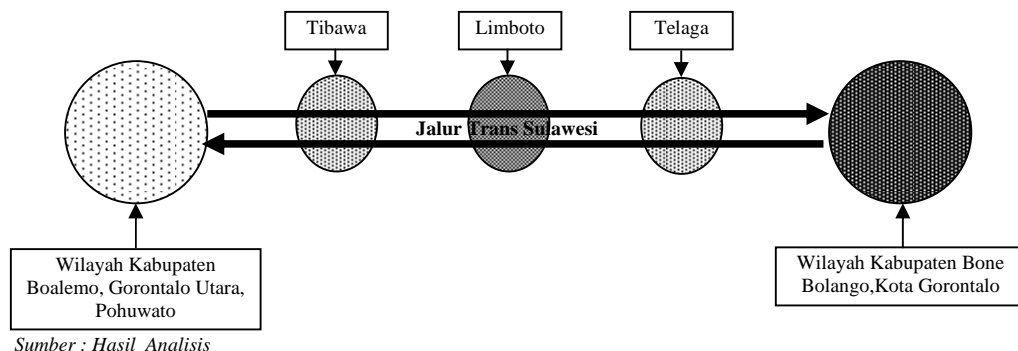 Tibawa
Limboto
Telaga
Jalur Trans Sulawesi
Wilayah Kabupaten
Boalemo, Gorontalo Utara,
Pohuwato
Wilayah Kabupaten Bone
Bolango,Kota Gorontalo
Sumber : Hasil Analisis